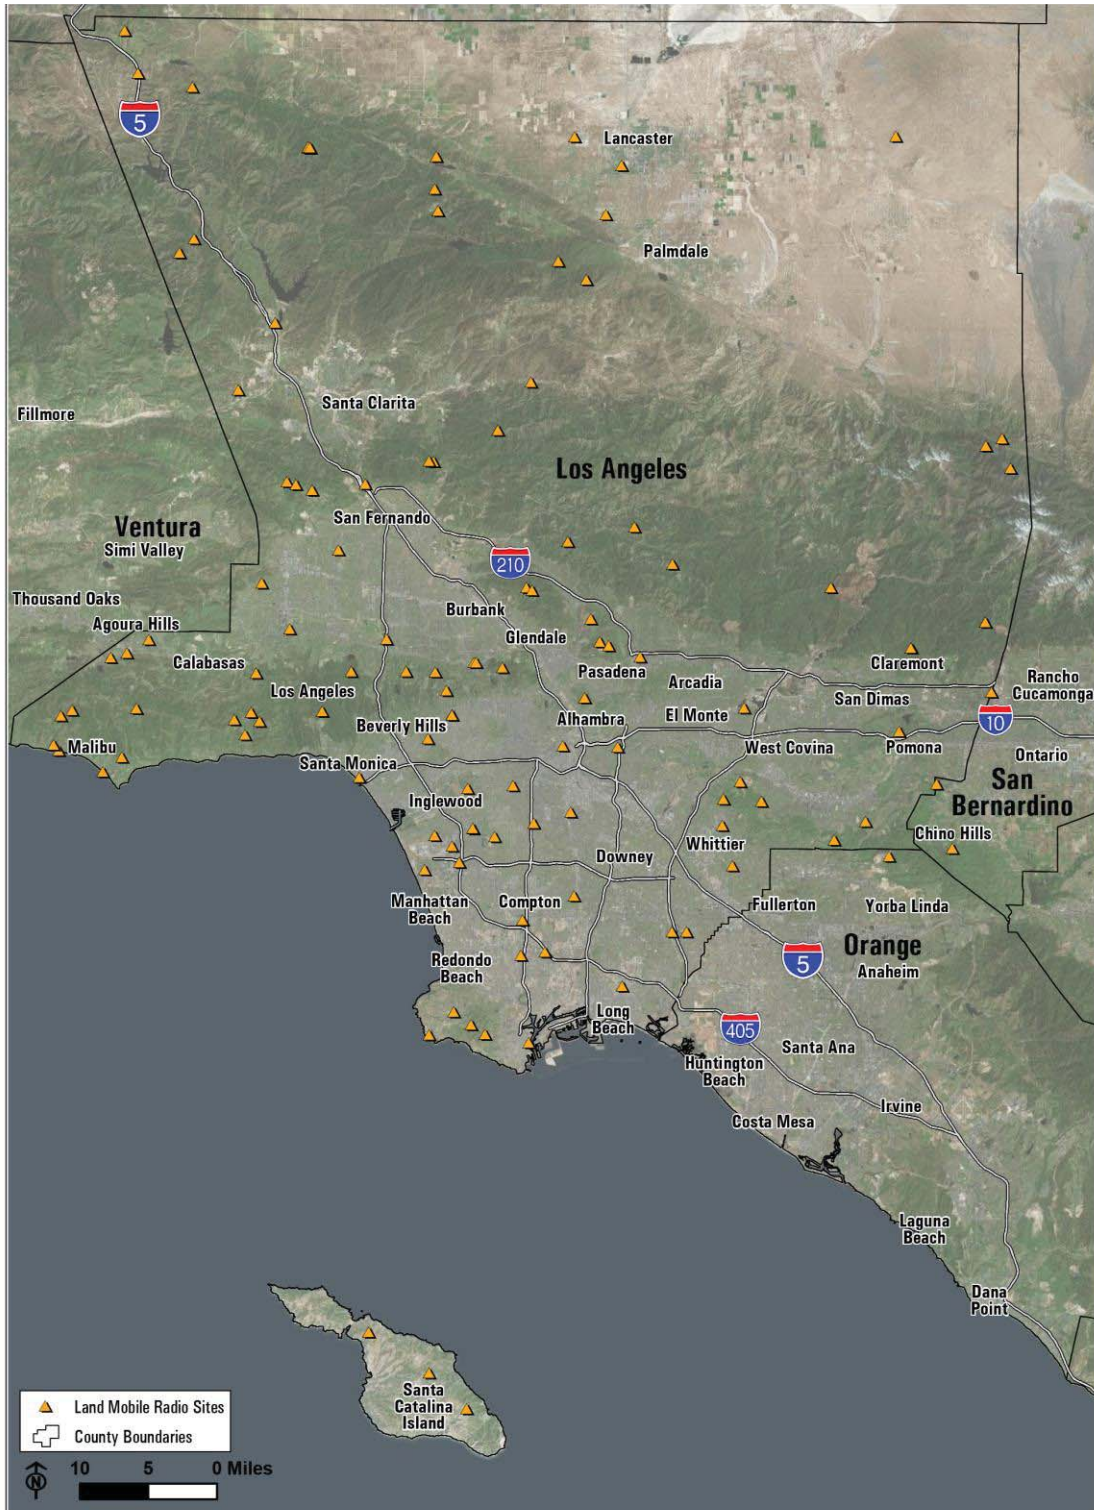 5
Lancaster
Palmdale
Santa Clarita
Fillmore
Los Angeles
San Fernando
Ventura
Simi Valley
210
Thousand Oaks
Burbank
Agoura Hills
Glendale
Calabasas
Pasadena
Claremont
Arcadia
Rancho
Cucamonga
Los Angeles
San Dimas
Beverly Hills
Alhambra
El Monte
10
Malibu
West Covina
Pomona
Ontario
Santa Monica
San
Bernardino
Inglewood
Chino Hills
Whittier
Downey
Manhattan
Beach
Compton
Fullerton
Yorba Linda
Orange
Redondo
Beach
5
Anaheim
Long
Beach
405
Santa Ana
Huntington
Beach
Irvine
Costa Mesa
Laguna
Beach
Dana
Point
Santa
Catalina
Island
Land Mobile Radio Sites
County Boundaries
N
10 5 0 Miles